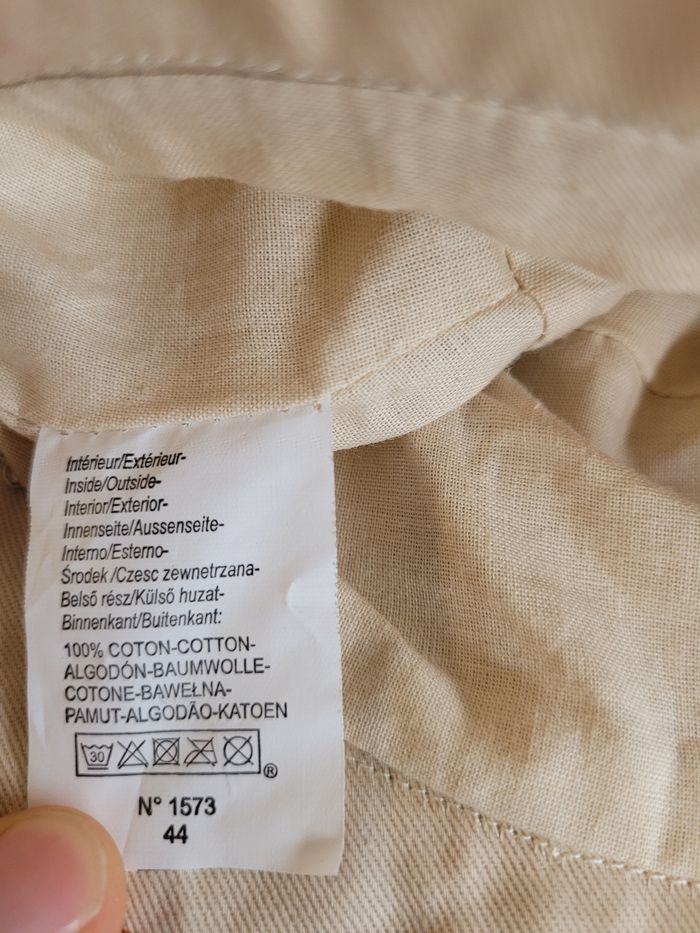 Intérieur/Extérieur-
Inside/Outside-
Interior/Exterior-
Innenseite/Aussenseite-
Interno/Esterno-
Środek /Czesc zewnetrzana-
Belső rész/Külső huzat-
Binnenkant/Buitenkant:
100% COTON-COTTON-
ALGODÓN-BAUMWOLLE-
COTONE-BAWEŁNA-
PAMUT-ALGODÃO-KATOEN
30
®
N° 1573
44